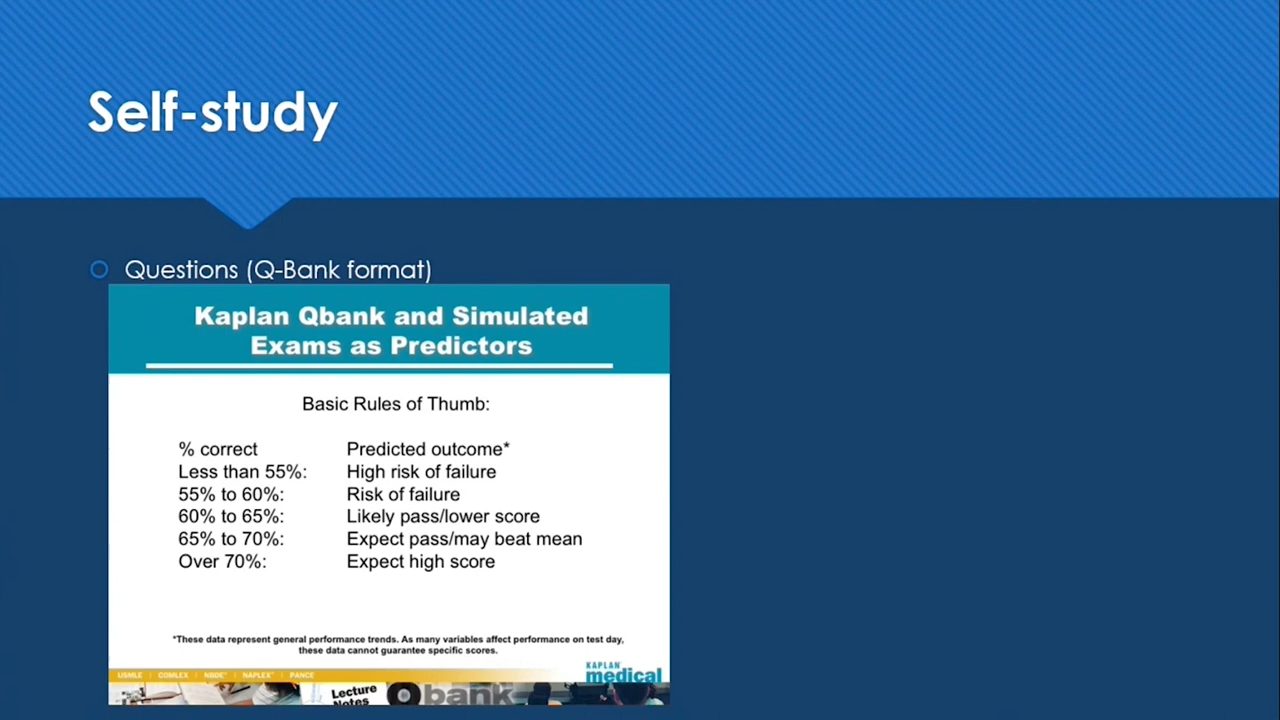 Self-study
Questions (Q-Bank format)
Kaplan Qbank and Simulated
Exams as Predictors
Basic Rules of Thumb:
% correct Predicted outcome*
Less than 55%: High risk of failure
55% to 60%: Risk of failure
60% to 65%: Likely pass/lower score
65% to 70%: Expect pass/may beat mean
Over 70%: Expect high score
*These data represent general performance trends. As many variables affect performance on test day,
these data cannot guarantee specific scores.
USMLE | COMLEX | NBDE® | NAPLEX® | PANCE
KAPLAN
medical
Lecture
Notes
Qbank